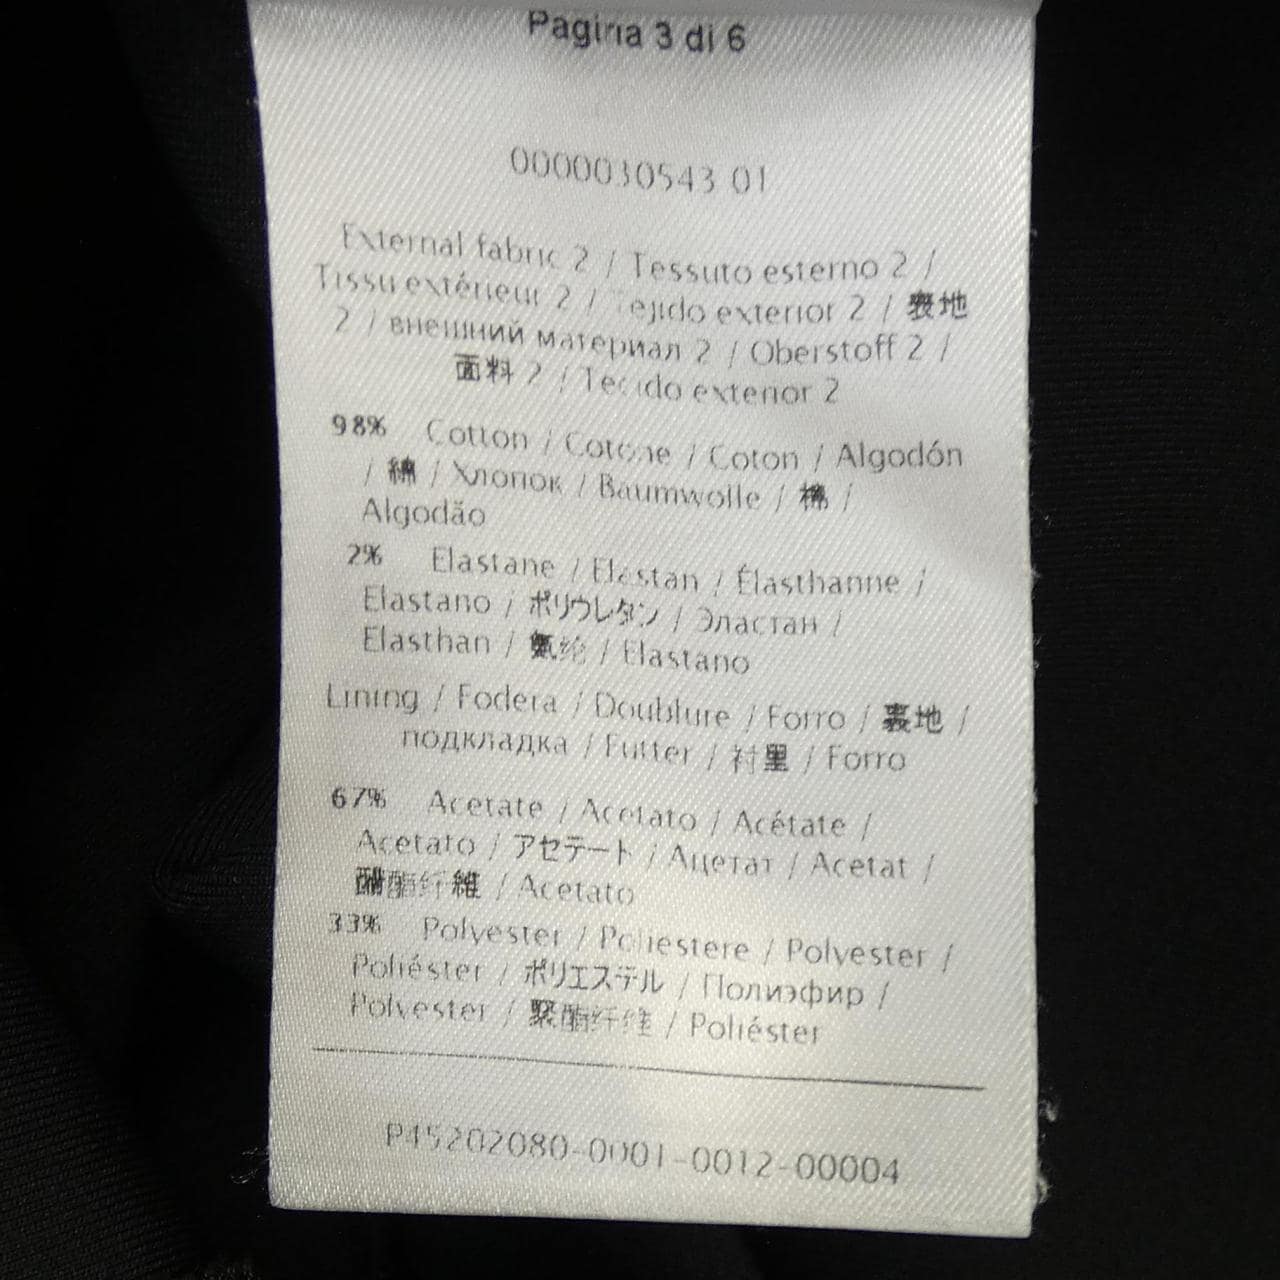 Pagina 3 di 6
0000030543 01
External fabric 2 / Tessuto esterno 2 /
Tissu extérieur 2 / Tejido exterior 2 / 表地
2 / внешний материал 2 / Oberstoff 2 /
面料 2 / Tecido exterior 2
98% Cotton / Cotone / Coton / Algodón
/ 綿 / Хлопок / Baumwolle / 棉 /
Algodão
2% Elastane / Elastan / Élasthanne /
Elastano / ポリウレタン / Эластан /
Elasthan / 氨纶 / Elastano
Lining / Fodera / Doublure / Forro / 裏地 /
подкладка / Futter / 衬里 / Forro
67% Acetate / Acetato / Acétate /
Acetato / アセテート / Ацетат / Acetat /
醋酯纤維 / Acetato
33% Polyester / Poliestere / Polyester /
Poliéster / ポリエステル / Полиэфир /
Polyester / 聚酯纤维 / Poliéster
P45202080-0001-0012-00004